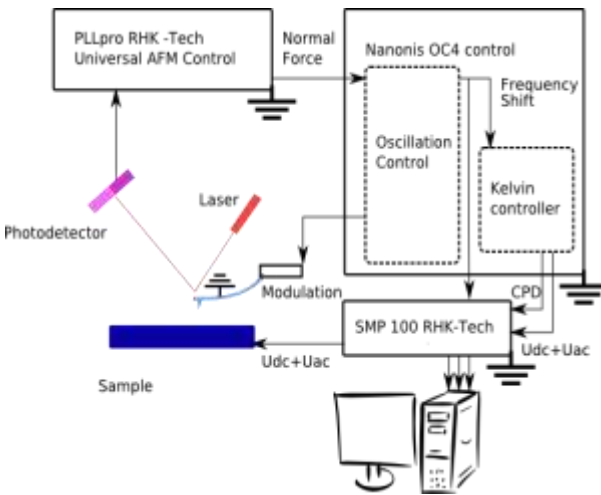 PLLpro RHK -Tech
Universal AFM Control
Normal
Force
Nanonis OC4 control
Frequency
Shift
Oscillation
Control
Kelvin
controller
Laser
Photodetector
Modulation
CPD
SMP 100 RHK-Tech
Udc+Uac
Udc+Uac
Sample